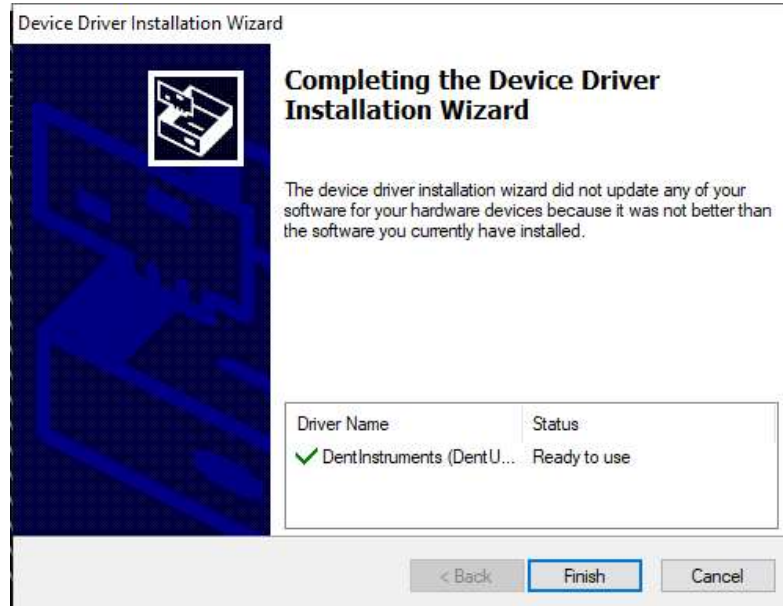 Device Driver Installation Wizard
Completing the Device Driver
Installation Wizard
The device driver installation wizard did not update any of your
software for your hardware devices because it was not better than
the software you currently have installed.
Driver Name Status
DentInstruments (DentU... Ready to use
< Back Finish Cancel